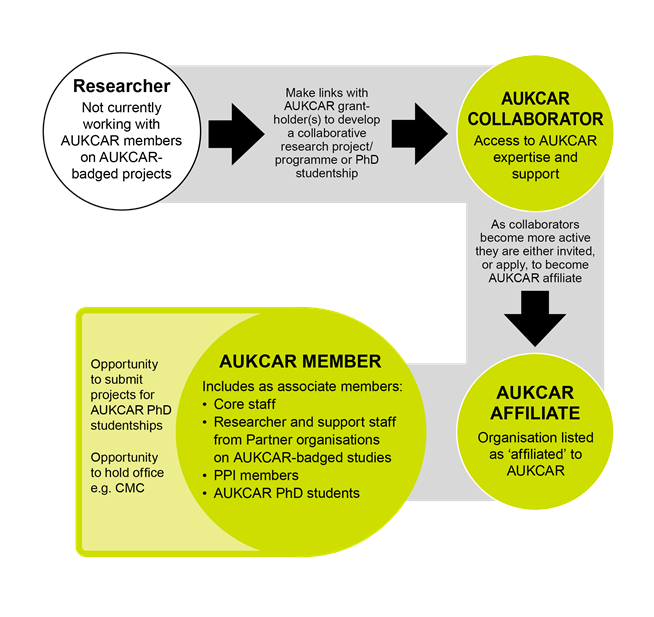 Researcher
Not currently
working with
AUKCAR members
on AUKCAR-
badged projects
Make links with
AUKCAR grant-
holder(s) to develop
a collaborative
research project/
programme or PhD
studentship
AUKCAR
COLLABORATOR
Access to AUKCAR
expertise and
support
As collaborators
become more active
they are either invited,
or apply, to become
AUKCAR affiliate
AUKCAR
AFFILIATE
Organisation listed
as ‘affiliated’ to
AUKCAR
AUKCAR MEMBER
Includes as associate members:
• Core staff
• Researcher and support staff
from Partner organisations
on AUKCAR-badged studies
• PPI members
• AUKCAR PhD students
Opportunity
to submit
projects for
AUKCAR PhD
studentships
Opportunity
to hold office
e.g. CMC